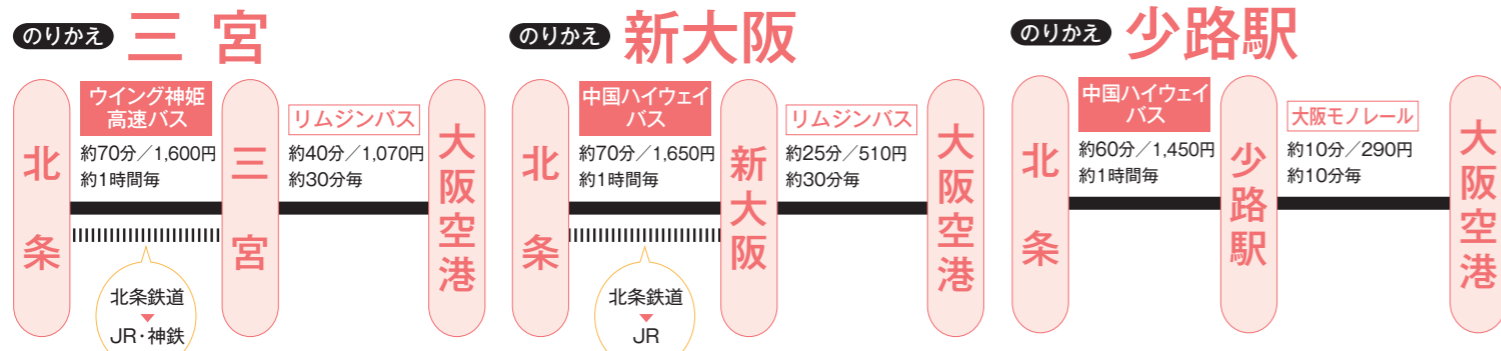 のりかえ 三宮
北条
ウイング神姫
高速バス
約70分／1,600円
約1時間毎
三宮
リムジンバス
約40分／1,070円
約30分毎
大阪空港
北条鉄道
▼
JR・神鉄
のりかえ 新大阪
北条
中国ハイウェイ
バス
約70分／1,650円
約1時間毎
新大阪
リムジンバス
約25分／510円
約30分毎
大阪空港
北条鉄道
▼
JR
のりかえ 少路駅
北条
中国ハイウェイ
バス
約60分／1,450円
約1時間毎
少路駅
大阪モノレール
約10分／290円
約10分毎
大阪空港